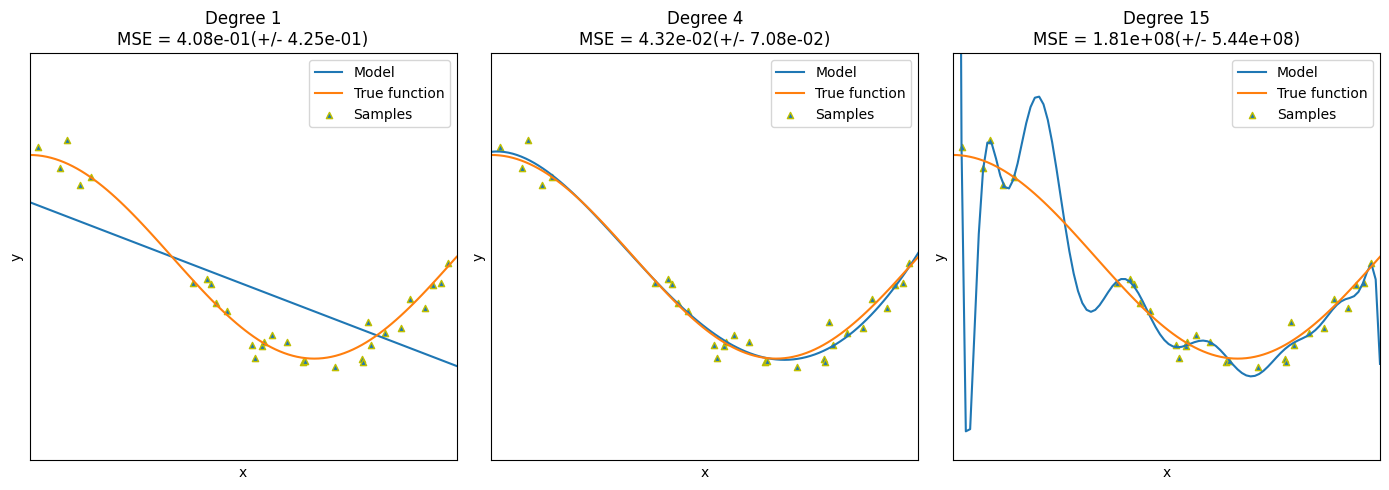 Degree 1
MSE = 4.08e-01(+/- 4.25e-01)
Model
True function
Samples
y
x
Degree 4
MSE = 4.32e-02(+/- 7.08e-02)
Model
True function
Samples
y
x
Degree 15
MSE = 1.81e+08(+/- 5.44e+08)
Model
True function
Samples
y
x